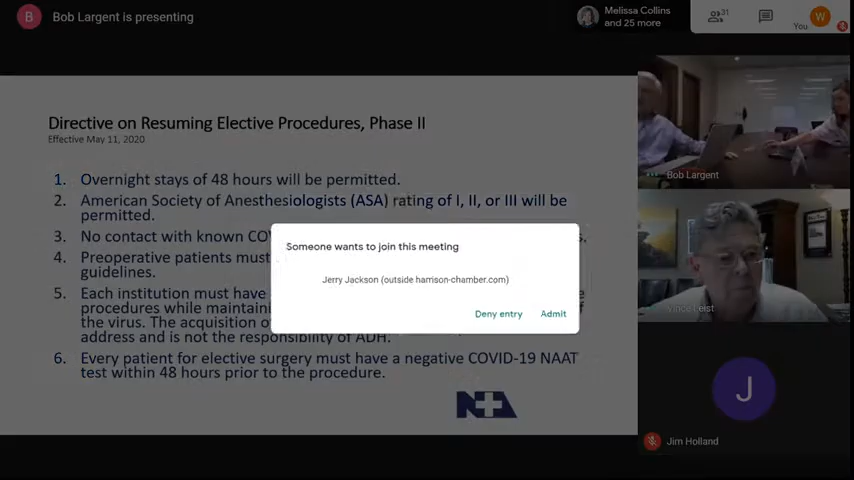 B Bob Largent is presenting
Melissa Collins
and 25 more
31
You
W
Directive on Resuming Elective Procedures, Phase II
Effective May 11, 2020
1. Overnight stays of 48 hours will be permitted.
2. American Society of Anesthesiologists (ASA) rating of I, II, or III will be
permitted.
3. No contact with known CO
4. Preoperative patients must
guidelines.
5. Each institution must have
procedures while maintaini
the virus. The acquisition o
address and is not the responsibility of ADH.
6. Every patient for elective surgery must have a negative COVID-19 NAAT
test within 48 hours prior to the procedure.
Someone wants to join this meeting
Jerry Jackson (outside harrison-chamber.com)
Deny entry Admit
Bob Largent
Vince Leist
J
Jim Holland